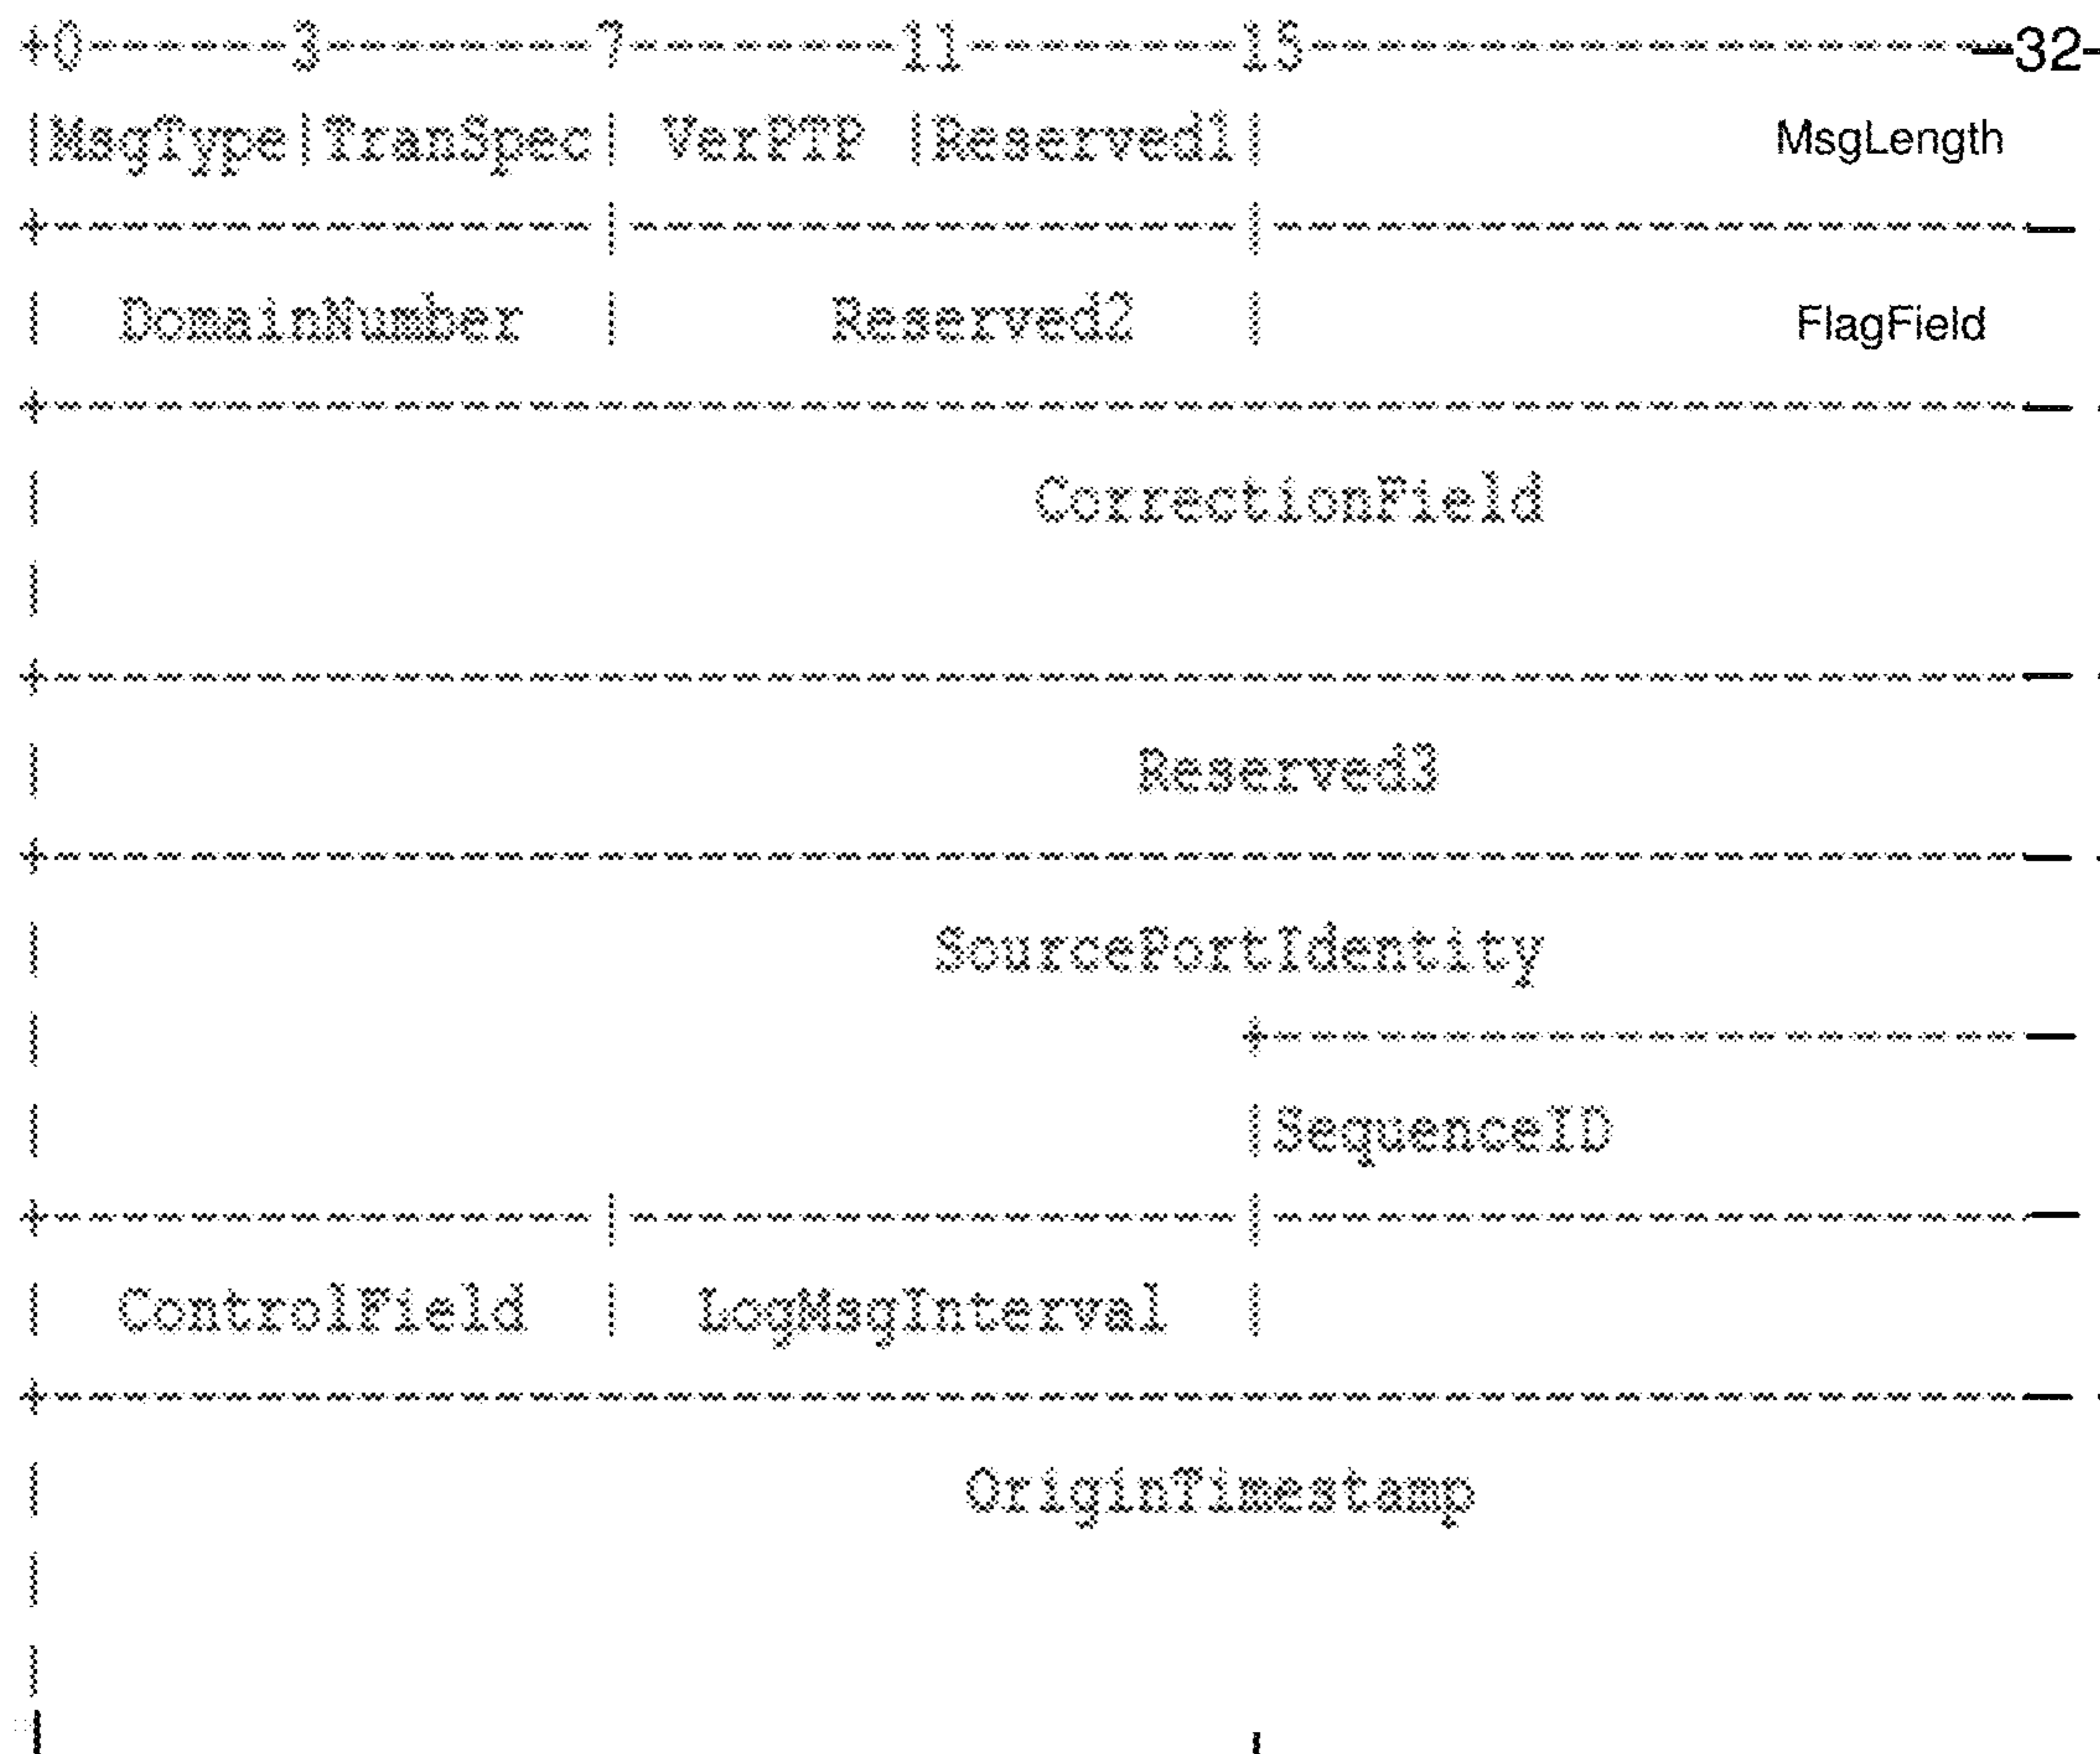 +0------3--------7--------11--------15----------------------32-
|MsgType|TranSpec| VerPTP |Reserved1| MsgLength
| DomainNumber | Reserved2 | FlagField
| CorrectionField
| Reserved3
| SourcePortIdentity
|SequenceID
| ControlField | LogMsgInterval |
| OriginTimestamp